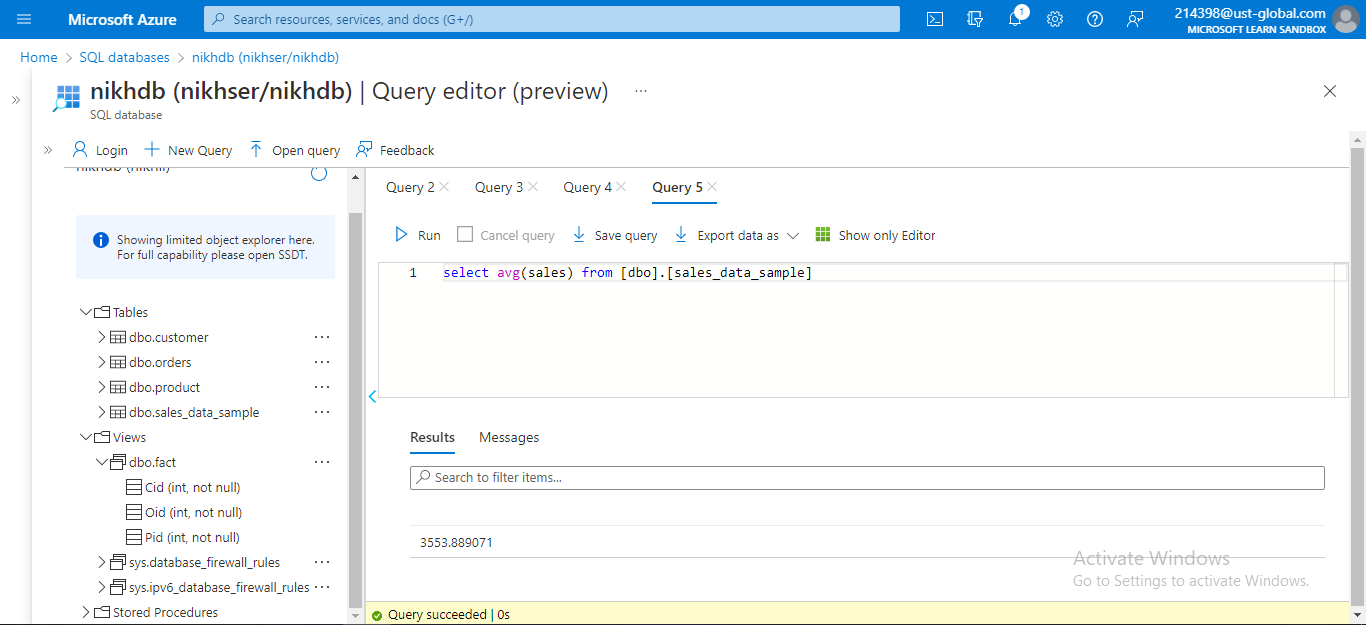 Microsoft Azure
Search resources, services, and docs (G+/)
1
214398@ust-global.com
MICROSOFT LEARN SANDBOX
Home > SQL databases > nikhdb (nikhser/nikhdb)
nikhdb (nikhser/nikhdb) | Query editor (preview) ...
SQL database
Login New Query Open query Feedback
nikhdb (nikhil)
Showing limited object explorer here.
For full capability please open SSDT.
Tables
dbo.customer ...
dbo.orders ...
dbo.product ...
dbo.sales_data_sample ...
Views
dbo.fact ...
Cid (int, not null)
Oid (int, not null)
Pid (int, not null)
sys.database_firewall_rules ...
sys.ipv6_database_firewall_rules ...
Stored Procedures
Query 2 Query 3 Query 4 Query 5
Run Cancel query Save query Export data as Show only Editor
1 select avg(sales) from [dbo].[sales_data_sample]
Results Messages
Search to filter items...
3553.889071
Activate Windows
Go to Settings to activate Windows.
Query succeeded | 0s